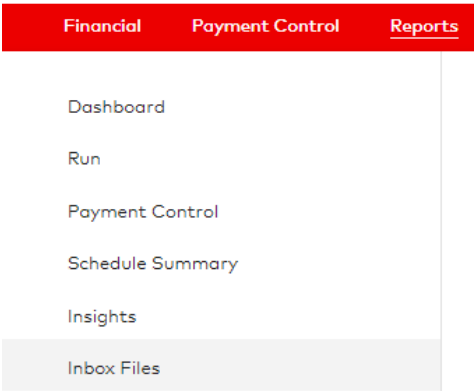 Financial Payment Control Reports
Dashboard
Run
Payment Control
Schedule Summary
Insights
Inbox Files